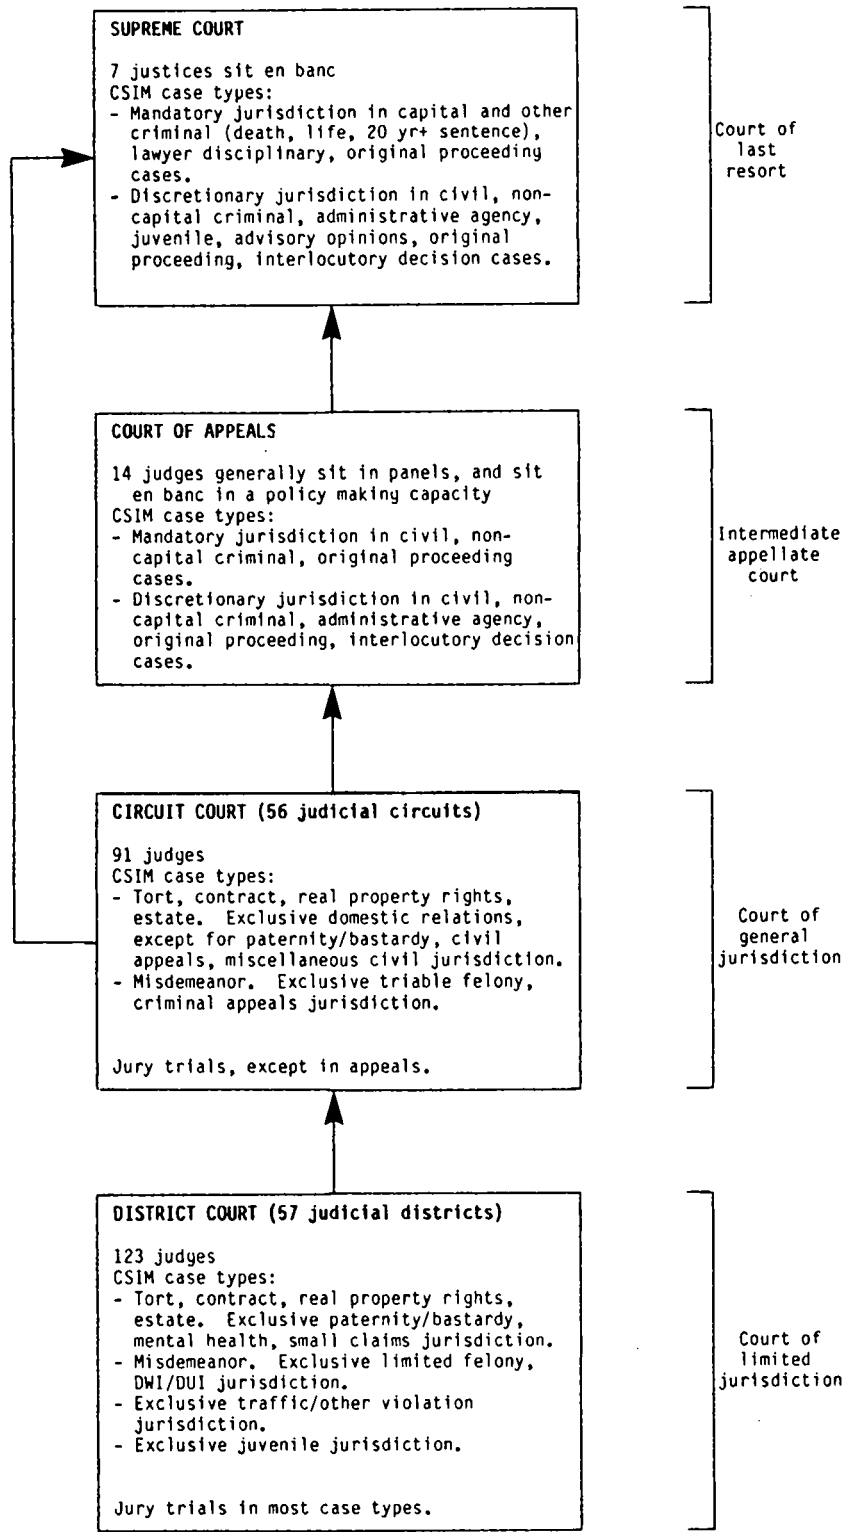 SUPREME COURT
7 justices sit en banc
CSIM case types:
- Mandatory jurisdiction in capital and other
criminal (death, life, 20 yr+ sentence),
lawyer disciplinary, original proceeding
cases.
- Discretionary jurisdiction in civil, non-
capital criminal, administrative agency,
juvenile, advisory opinions, original
proceeding, interlocutory decision cases.
Court of
last
resort
COURT OF APPEALS
14 judges generally sit in panels, and sit
en banc in a policy making capacity
CSIM case types:
- Mandatory jurisdiction in civil, non-
capital criminal, original proceeding
cases.
- Discretionary jurisdiction in civil, non-
capital criminal, administrative agency,
original proceeding, interlocutory decision
cases.
Intermediate
appellate
court
CIRCUIT COURT (56 judicial circuits)
91 judges
CSIM case types:
- Tort, contract, real property rights,
estate. Exclusive domestic relations,
except for paternity/bastardy, civil
appeals, miscellaneous civil jurisdiction.
- Misdemeanor. Exclusive triable felony,
criminal appeals jurisdiction.
Jury trials, except in appeals.
Court of
general
jurisdiction
DISTRICT COURT (57 judicial districts)
123 judges
CSIM case types:
- Tort, contract, real property rights,
estate. Exclusive paternity/bastardy,
mental health, small claims jurisdiction.
- Misdemeanor. Exclusive limited felony,
DWI/DUI jurisdiction.
- Exclusive traffic/other violation
jurisdiction.
- Exclusive juvenile jurisdiction.
Jury trials in most case types.
Court of
limited
jurisdiction